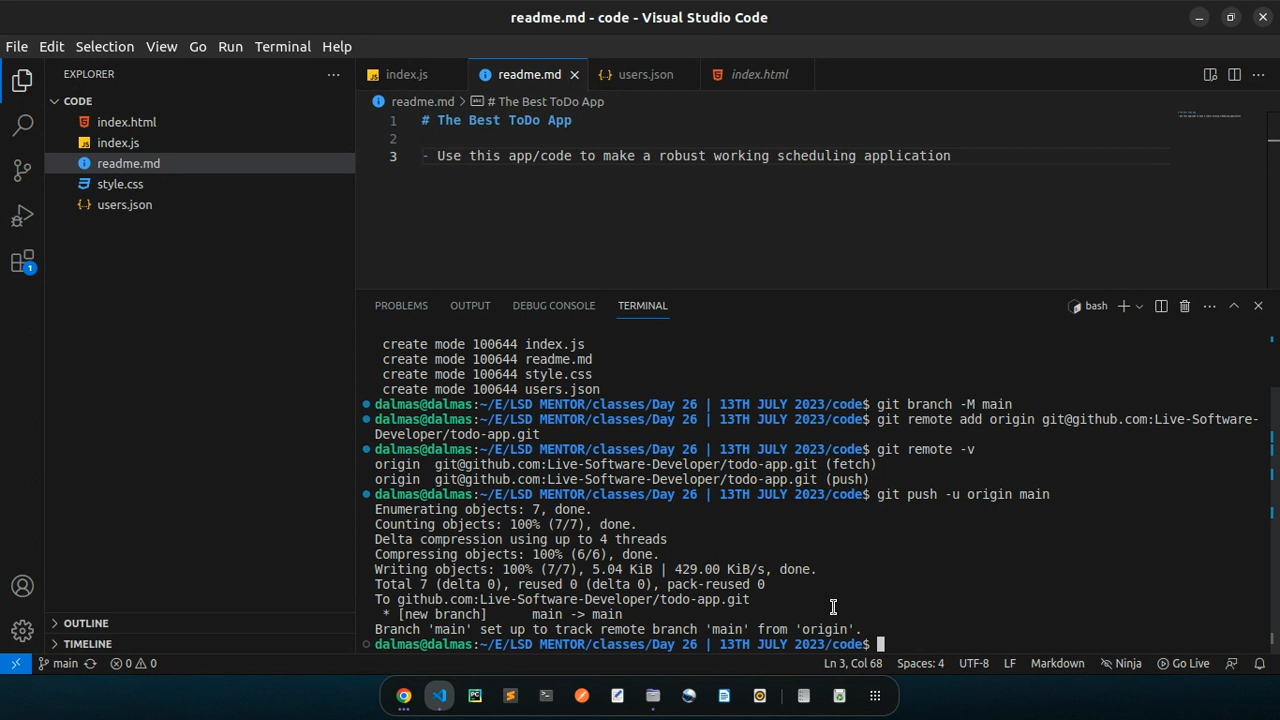 readme.md - code - Visual Studio Code
File Edit Selection View Go Run Terminal Help
EXPLORER
index.js
readme.md
users.json
index.html
CODE
index.html
index.js
readme.md
style.css
users.json
readme.md > # The Best ToDo App
1 # The Best ToDo App
2
3 - Use this app/code to make a robust working scheduling application
1
PROBLEMS OUTPUT DEBUG CONSOLE TERMINAL
bash
create mode 100644 index.js
create mode 100644 readme.md
create mode 100644 style.css
create mode 100644 users.json
dalmas@dalmas:~/E/LSD MENTOR/classes/Day 26 | 13TH JULY 2023/code$ git branch -M main
dalmas@dalmas:~/E/LSD MENTOR/classes/Day 26 | 13TH JULY 2023/code$ git remote add origin git@github.com:Live-Software-
Developer/todo-app.git
dalmas@dalmas:~/E/LSD MENTOR/classes/Day 26 | 13TH JULY 2023/code$ git remote -v
origin git@github.com:Live-Software-Developer/todo-app.git (fetch)
origin git@github.com:Live-Software-Developer/todo-app.git (push)
dalmas@dalmas:~/E/LSD MENTOR/classes/Day 26 | 13TH JULY 2023/code$ git push -u origin main
Enumerating objects: 7, done.
Counting objects: 100% (7/7), done.
Delta compression using up to 4 threads
Compressing objects: 100% (6/6), done.
Writing objects: 100% (7/7), 5.04 KiB | 429.00 KiB/s, done.
Total 7 (delta 0), reused 0 (delta 0), pack-reused 0
To github.com:Live-Software-Developer/todo-app.git
* [new branch] main -> main
Branch 'main' set up to track remote branch 'main' from 'origin'.
dalmas@dalmas:~/E/LSD MENTOR/classes/Day 26 | 13TH JULY 2023/code$
OUTLINE
TIMELINE
main 0 0 Ln 3, Col 68 Spaces: 4 UTF-8 LF Markdown Ninja Go Live